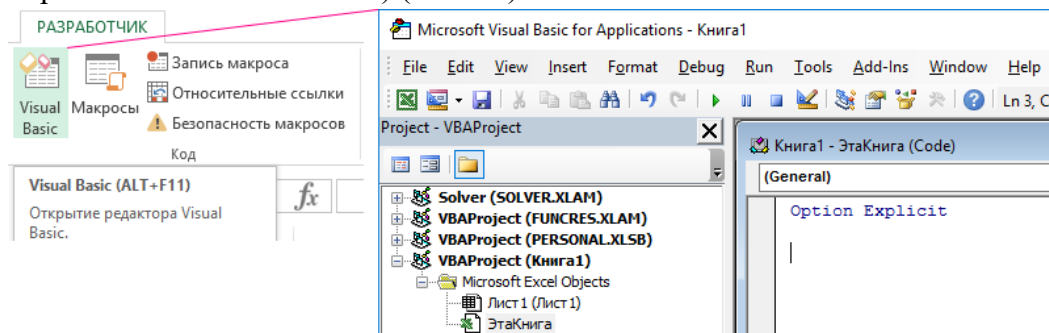 РАЗРАБОТЧИК
Visual Basic
Макросы
Запись макроса
Относительные ссылки
Безопасность макросов
Код
Visual Basic (ALT+F11)
Открытие редактора Visual
Basic.
fx
Microsoft Visual Basic for Applications - Книга1
File Edit View Insert Format Debug Run Tools Add-Ins Window Help
Ln 3, C
Project - VBAProject
Solver (SOLVER.XLAM)
VBAProject (FUNCRES.XLAM)
VBAProject (PERSONAL.XLSB)
VBAProject (Книга1)
Microsoft Excel Objects
Лист1 (Лист1)
ЭтаКнига
Книга1 - ЭтаКнига (Code)
(General)
Option Explicit